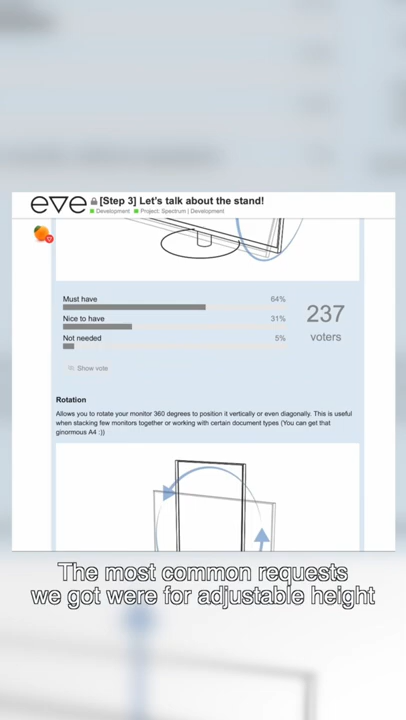 eve [Step 3] Let's talk about the stand!
Development Project: Spectrum | Development
Must have 64%
Nice to have 31%
Not needed 5%
237
voters
Show vote
Rotation
Allows you to rotate your monitor 360 degrees to position it vertically or even diagonally. This is useful
when stacking few monitors together or working with certain document types (You can get that
ginormous A4 :))
The most common requests
we got were for adjustable height